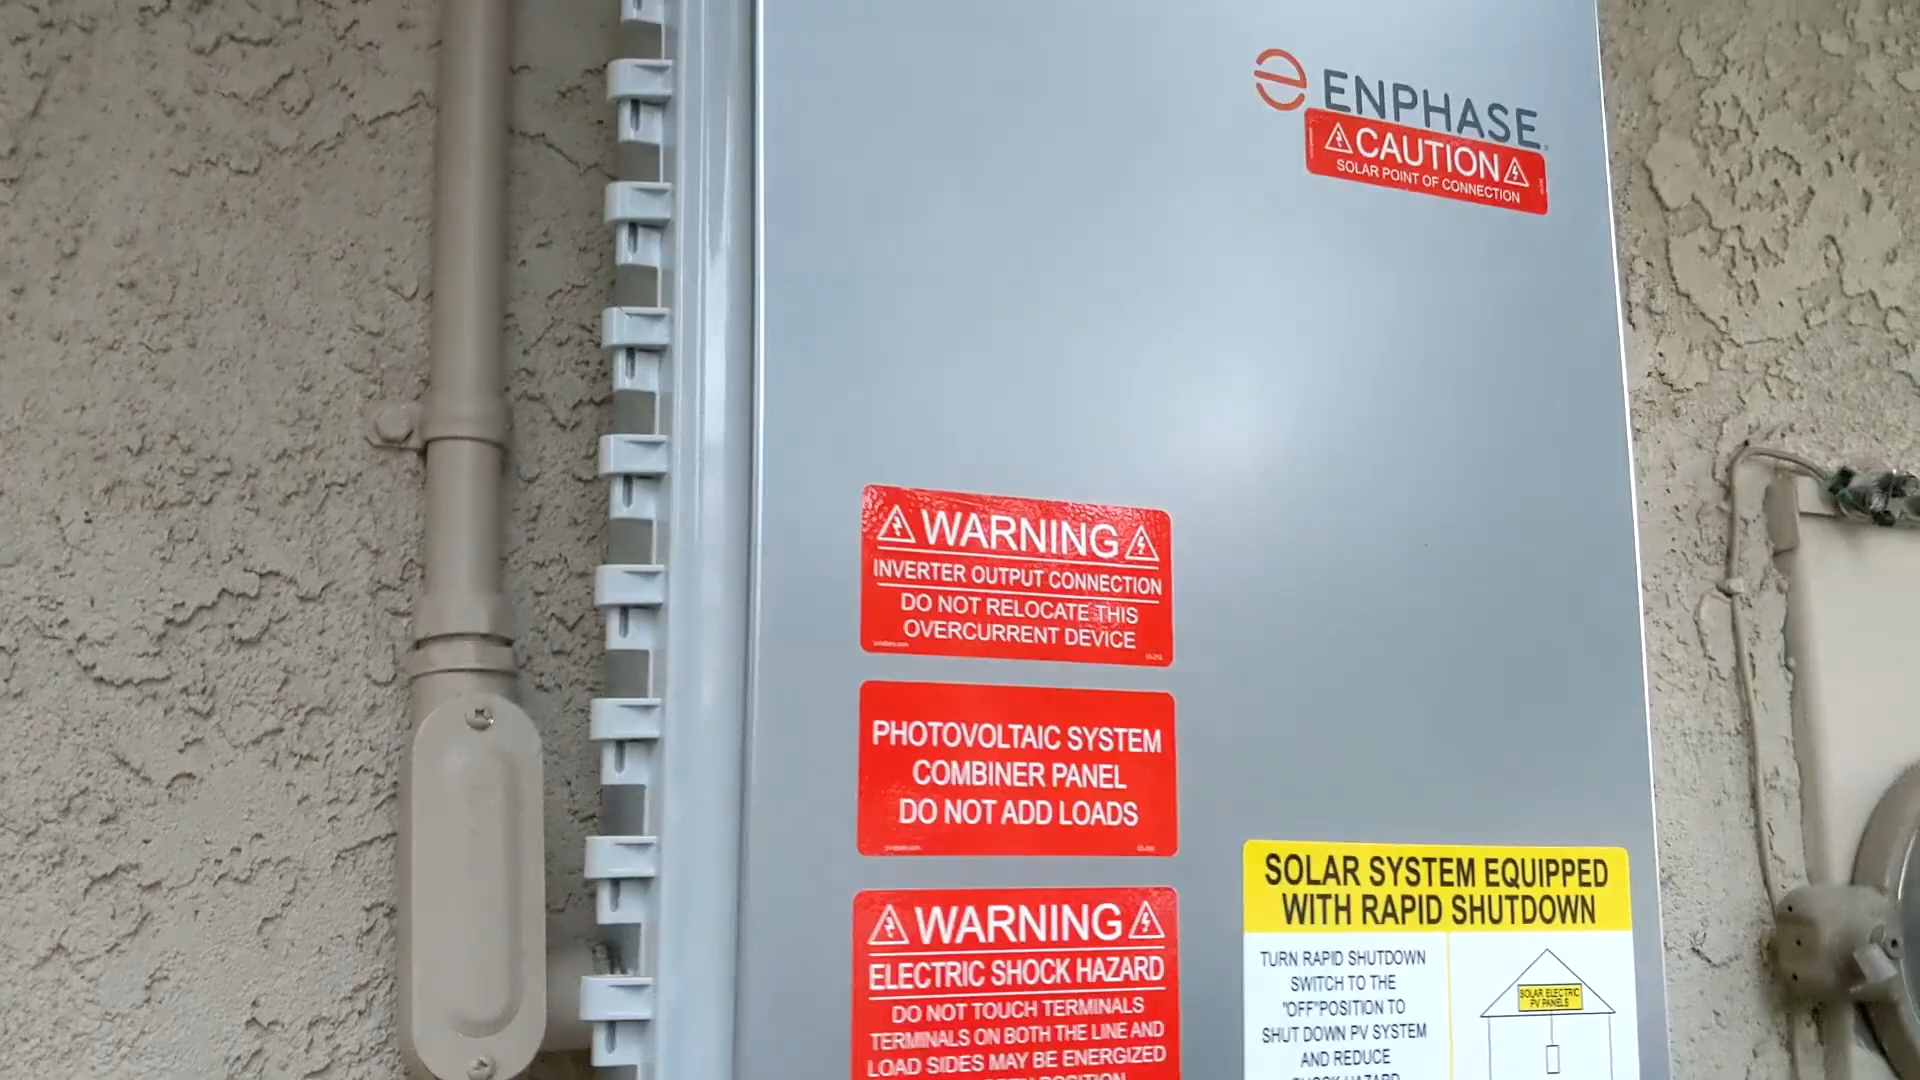 ENPHASE
CAUTION
SOLAR POINT OF CONNECTION
WARNING
INVERTER OUTPUT CONNECTION
DO NOT RELOCATE THIS
OVERCURRENT DEVICE
PHOTOVOLTAIC SYSTEM
COMBINER PANEL
DO NOT ADD LOADS
WARNING
ELECTRIC SHOCK HAZARD
DO NOT TOUCH TERMINALS
TERMINALS ON BOTH THE LINE AND
LOAD SIDES MAY BE ENERGIZED
POSITION
SOLAR SYSTEM EQUIPPED
WITH RAPID SHUTDOWN
TURN RAPID SHUTDOWN
SWITCH TO THE
"OFF"POSITION TO
SHUT DOWN PV SYSTEM
AND REDUCE
SHOCK HAZARD
SOLAR ELECTRIC
PV PANELS